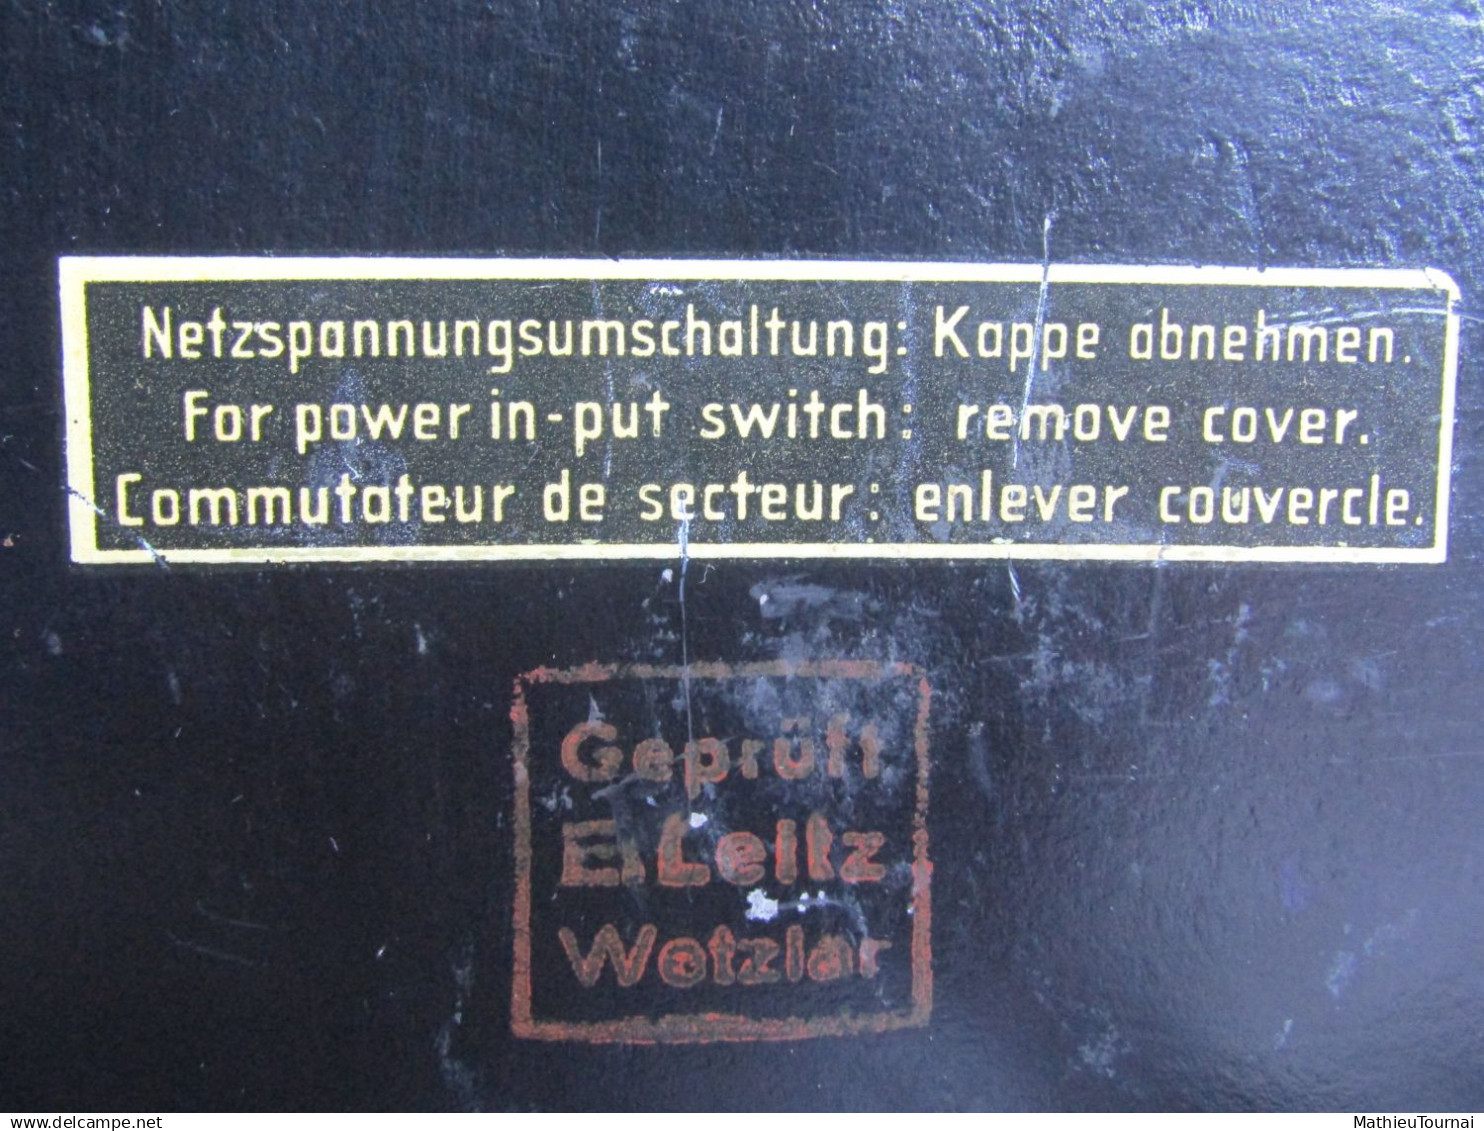 Netzspannungsumschaltung: Kappe abnehmen.
For power in-put switch: remove cover.
Commutateur de secteur: enlever couvercle.
Geprüft
E. Leitz
Wetzlar
delcampe.net
MathieuTournai